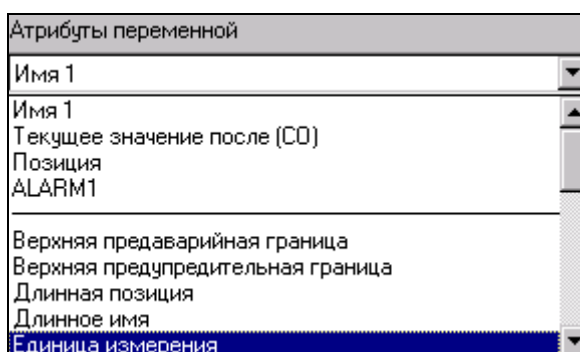 Атрибуты переменной
Имя 1
Имя 1
Текущее значение после (СО)
Позиция
ALARM1
Верхняя предаварийная граница
Верхняя предупредительная граница
Длинная позиция
Длинное имя
Единица измерения